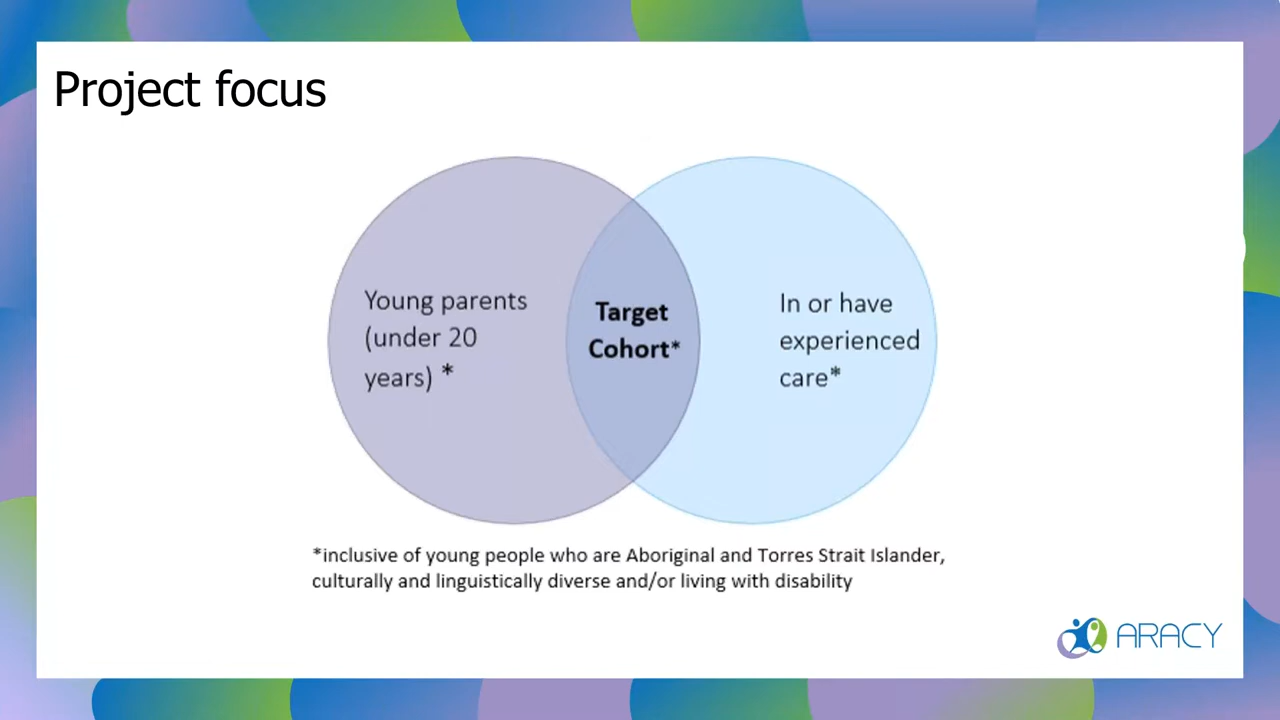 Project focus
Young parents
(under 20
years) *
Target
Cohort*
In or have
experienced
care*
*inclusive of young people who are Aboriginal and Torres Strait Islander,
culturally and linguistically diverse and/or living with disability
ARACY